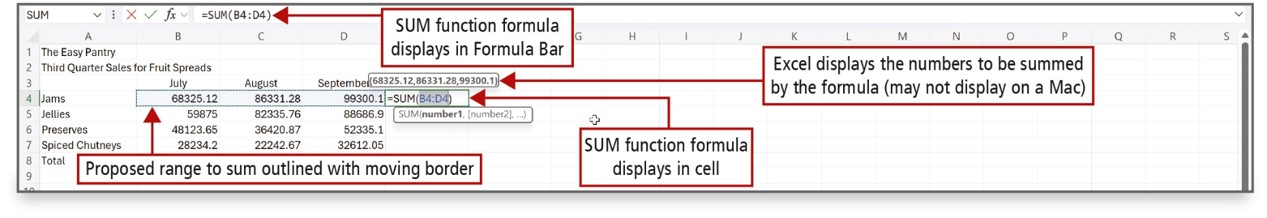 SUM
fx
=SUM(B4:D4)
SUM function formula
displays in Formula Bar
A B C D G H I J K L M N O P Q R S
1 The Easy Pantry
2 Third Quarter Sales for Fruit Spreads
3 July August September
(68325.12,86331.28,99300.1)
Excel displays the numbers to be summed
by the formula (may not display on a Mac)
4 Jams 68325.12 86331.28 99300.1 =SUM(B4:D4)
5 Jellies 59875 82335.76 88686.9
SUM(number1, [number2], ...)
6 Preserves 48123.65 36420.87 52335.1
7 Spiced Chutneys 28234.2 22242.67 32612.05
8 Total
9
SUM function formula
displays in cell
Proposed range to sum outlined with moving border